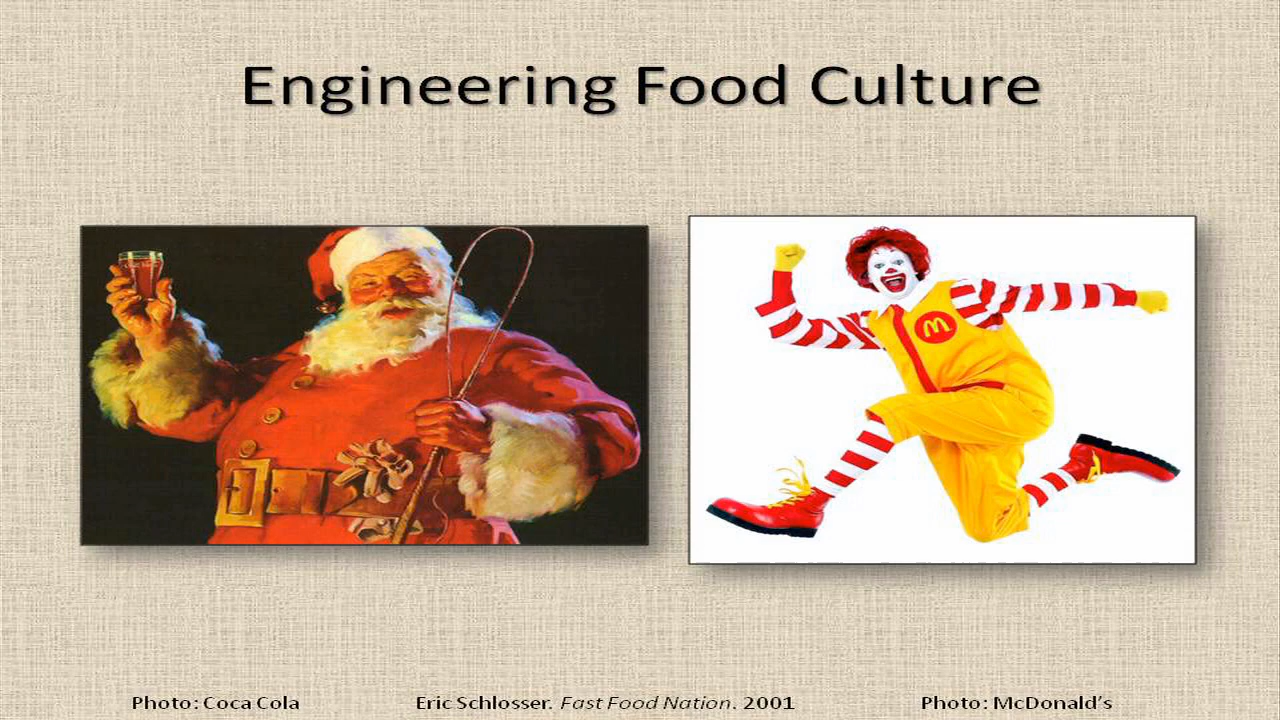 Engineering Food Culture
M
Photo: Coca Cola
Eric Schlosser. Fast Food Nation. 2001
Photo: McDonald's